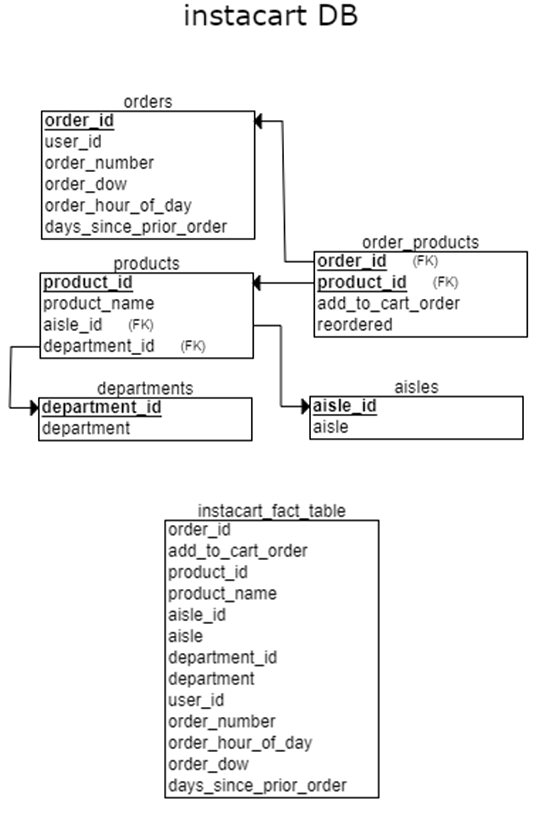 instacart DB
orders
order_id
user_id
order_number
order_dow
order_hour_of_day
days_since_prior_order
order_products
order_id (FK)
product_id (FK)
add_to_cart_order
reordered
products
product_id
product_name
aisle_id (FK)
department_id (FK)
departments
department_id
department
aisles
aisle_id
aisle
instacart_fact_table
order_id
add_to_cart_order
product_id
product_name
aisle_id
aisle
department_id
department
user_id
order_number
order_hour_of_day
order_dow
days_since_prior_order